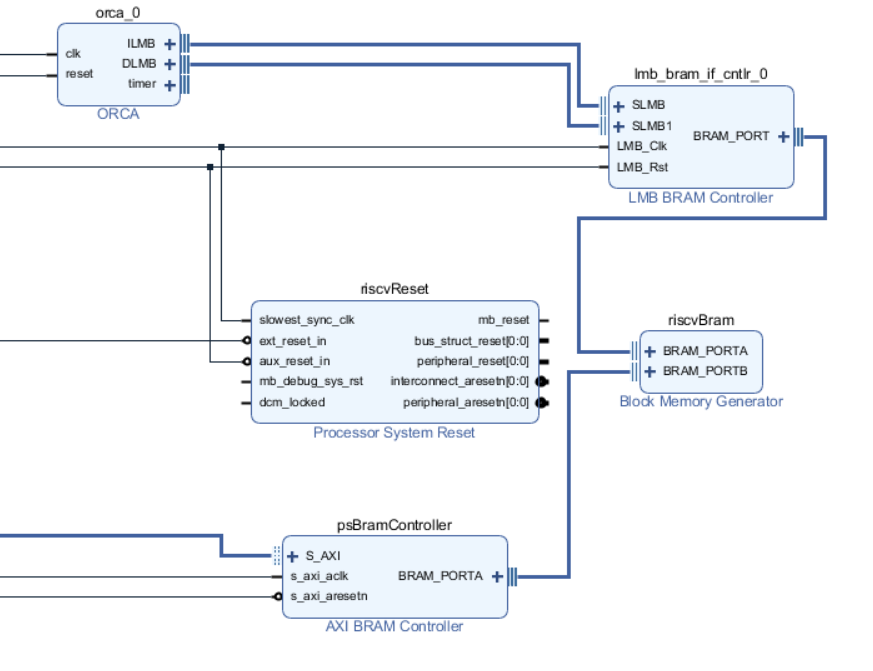 orca_0
clk
reset
ILMB
DLMB
timer
ORCA
lmb_bram_if_cntlr_0
SLMB
SLMB1
LMB_Clk
LMB_Rst
BRAM_PORT
LMB BRAM Controller
riscvReset
slowest_sync_clk
ext_reset_in
aux_reset_in
mb_debug_sys_rst
dcm_locked
mb_reset
bus_struct_reset[0:0]
peripheral_reset[0:0]
interconnect_aresetn[0:0]
peripheral_aresetn[0:0]
Processor System Reset
riscvBram
BRAM_PORTA
BRAM_PORTB
Block Memory Generator
psBramController
S_AXI
s_axi_aclk
s_axi_aresetn
BRAM_PORTA
AXI BRAM Controller